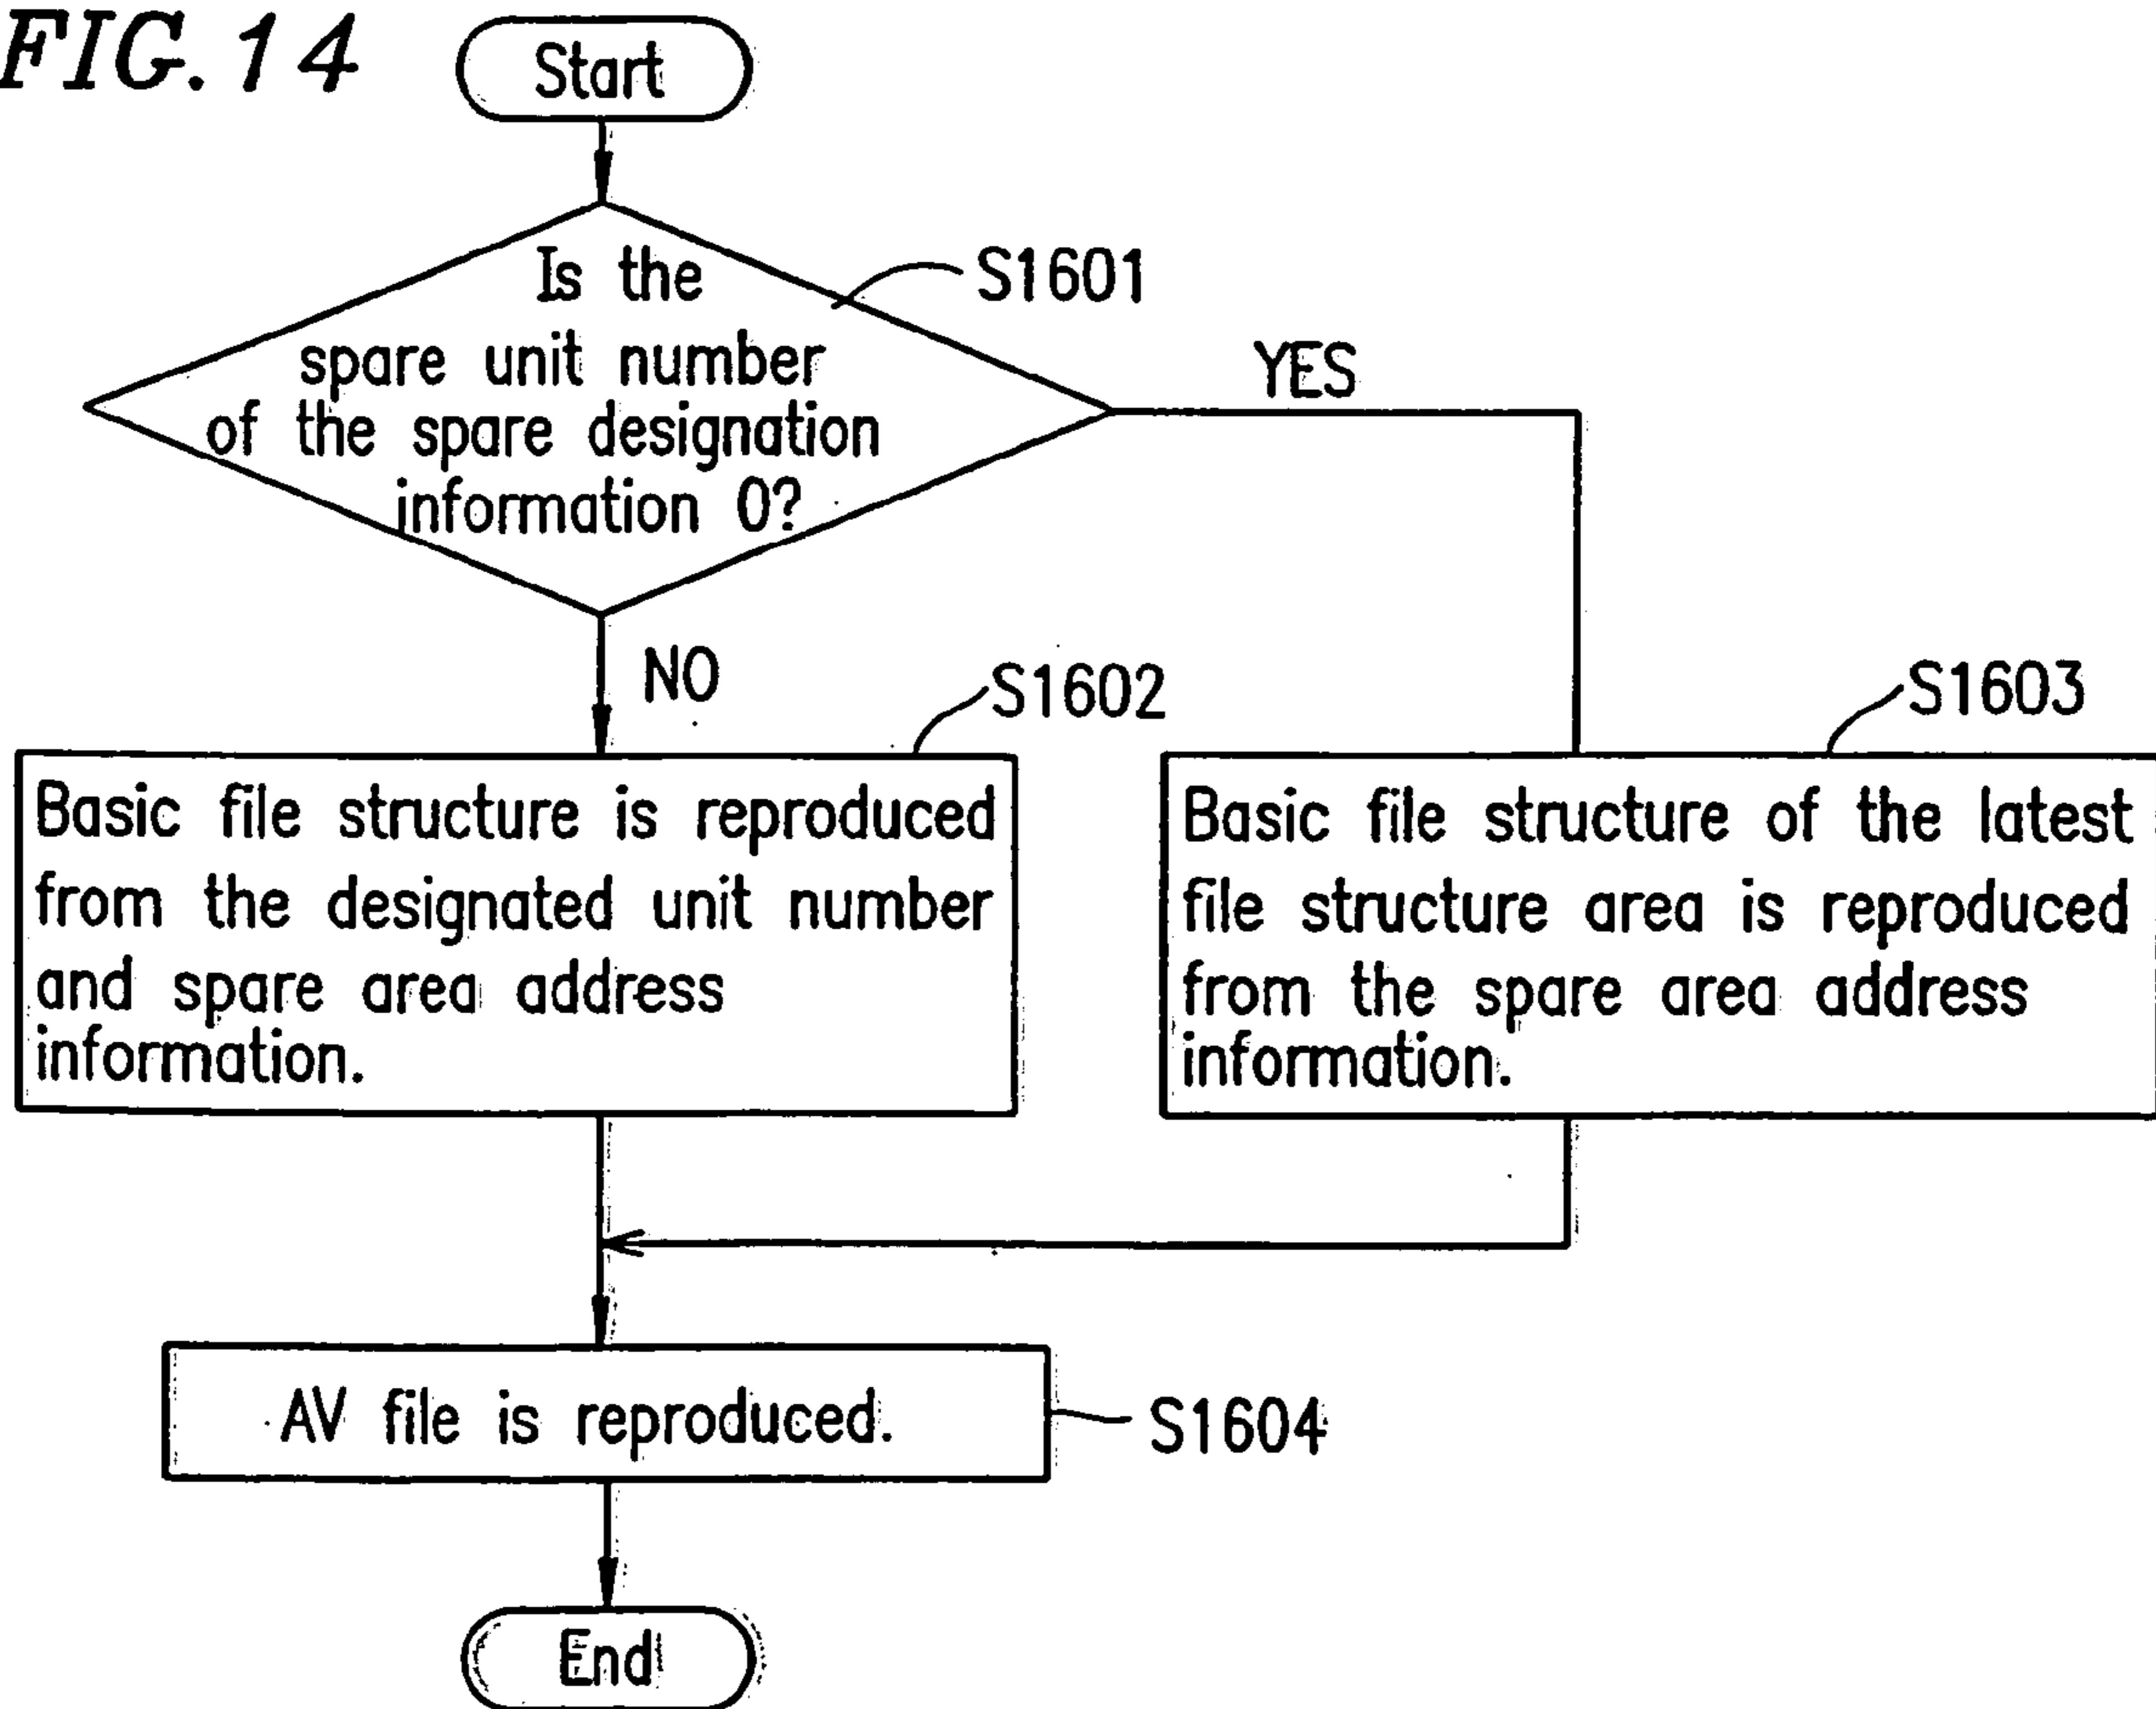 FIG. 14
Start
Is the
spare unit number
of the spare designation
information 0?
S1601
YES
NO
S1602
S1603
Basic file structure is reproduced
from the designated unit number
and spare area address
information.
Basic file structure of the latest
file structure area is reproduced
from the spare area address
information.
AV file is reproduced.
S1604
End